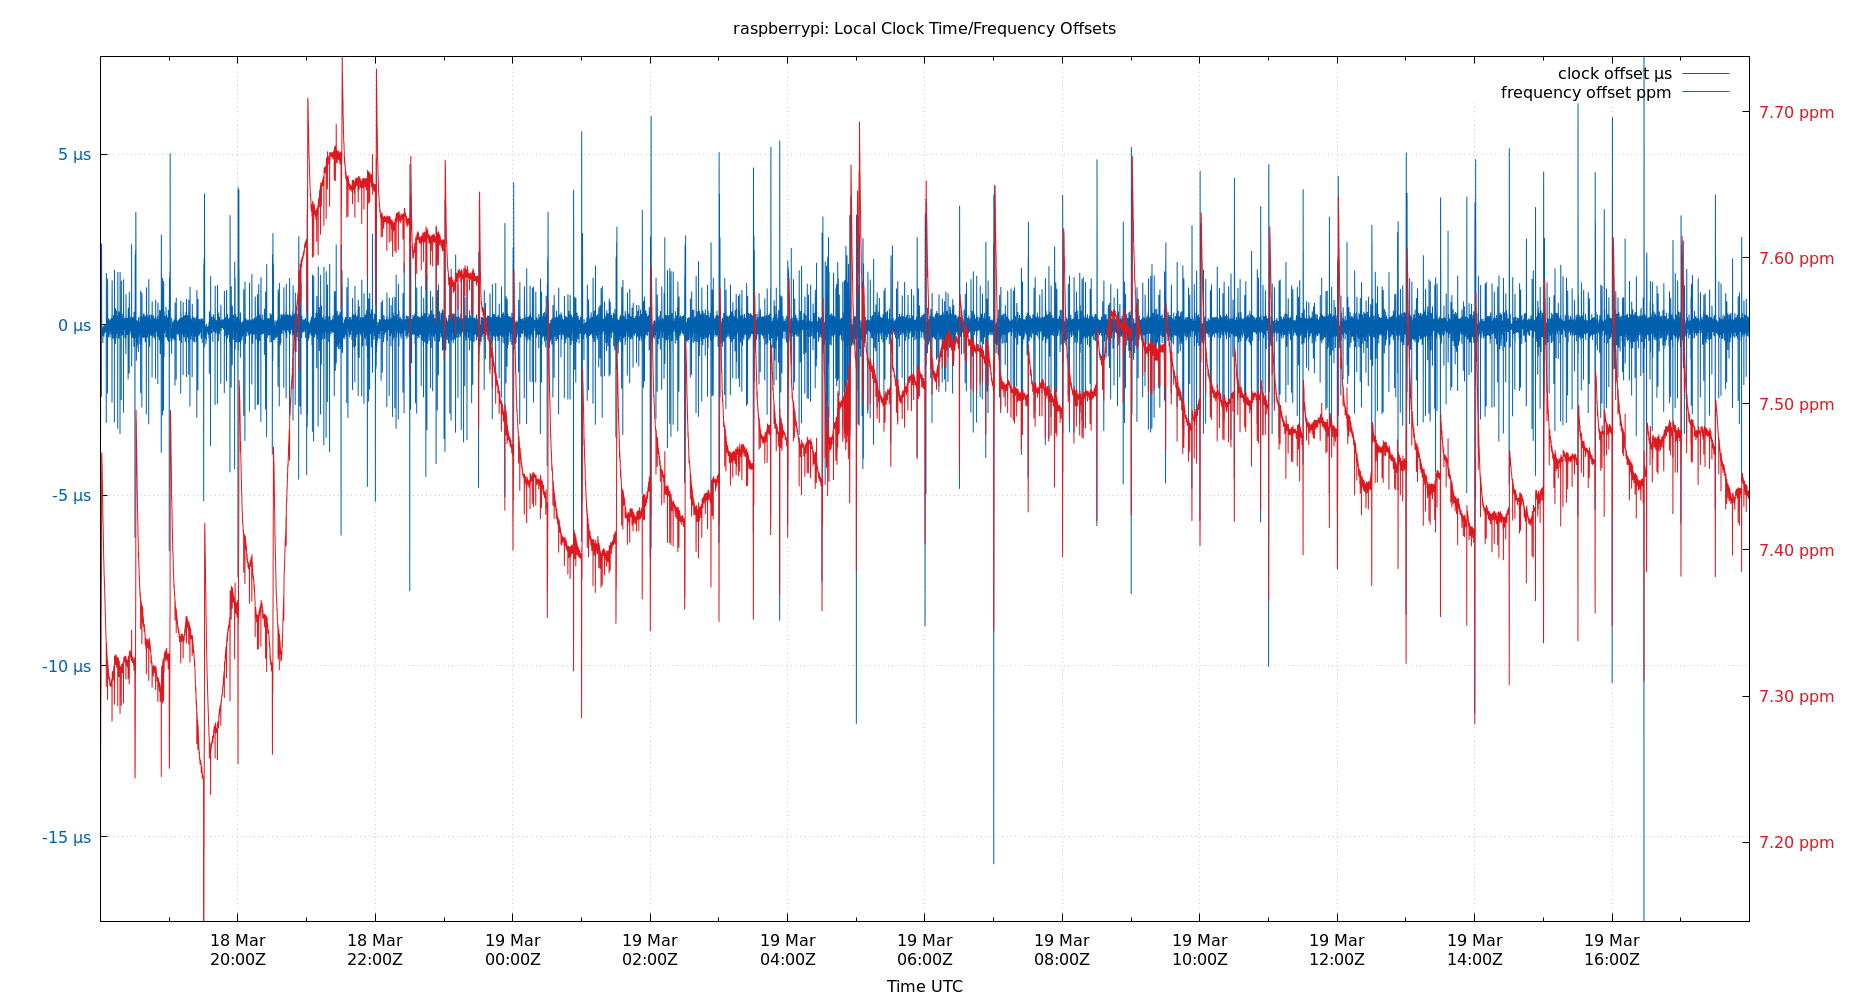 raspberrypi: Local Clock Time/Frequency Offsets
clock offset µs
frequency offset ppm
5 µs
0 µs
-5 µs
-10 µs
-15 µs
7.70 ppm
7.60 ppm
7.50 ppm
7.40 ppm
7.30 ppm
7.20 ppm
18 Mar 18 Mar 19 Mar 19 Mar 19 Mar 19 Mar 19 Mar 19 Mar 19 Mar 19 Mar 19 Mar
20:00Z 22:00Z 00:00Z 02:00Z 04:00Z 06:00Z 08:00Z 10:00Z 12:00Z 14:00Z 16:00Z
Time UTC